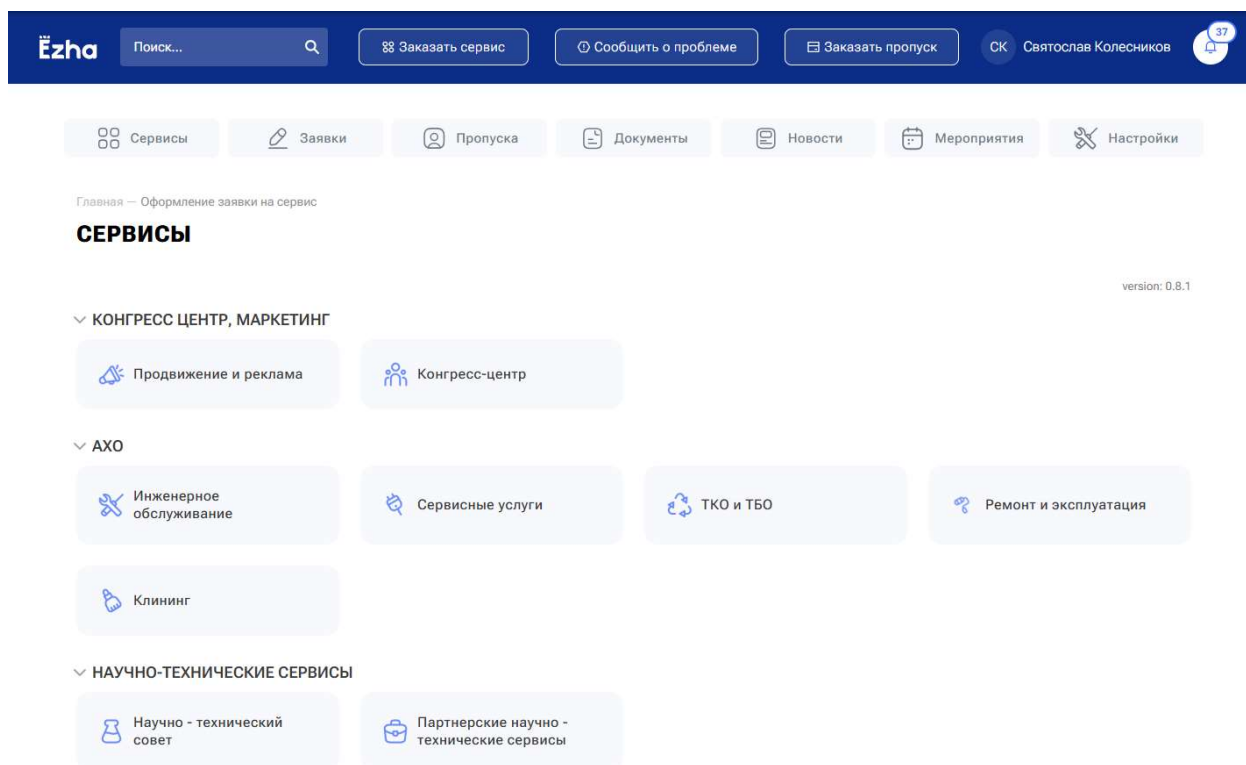 Ёzha
Поиск...
Заказать сервис
Сообщить о проблеме
Заказать пропуск
СК Святослав Колесников
37
Сервисы
Заявки
Пропуска
Документы
Новости
Мероприятия
Настройки
Главная — Оформление заявки на сервис
СЕРВИСЫ
version: 0.8.1
КОНГРЕСС ЦЕНТР, МАРКЕТИНГ
Продвижение и реклама
Конгресс-центр
АХО
Инженерное
обслуживание
Сервисные услуги
ТКО и ТБО
Ремонт и эксплуатация
Клининг
НАУЧНО-ТЕХНИЧЕСКИЕ СЕРВИСЫ
Научно - технический
совет
Партнерские научно -
технические сервисы